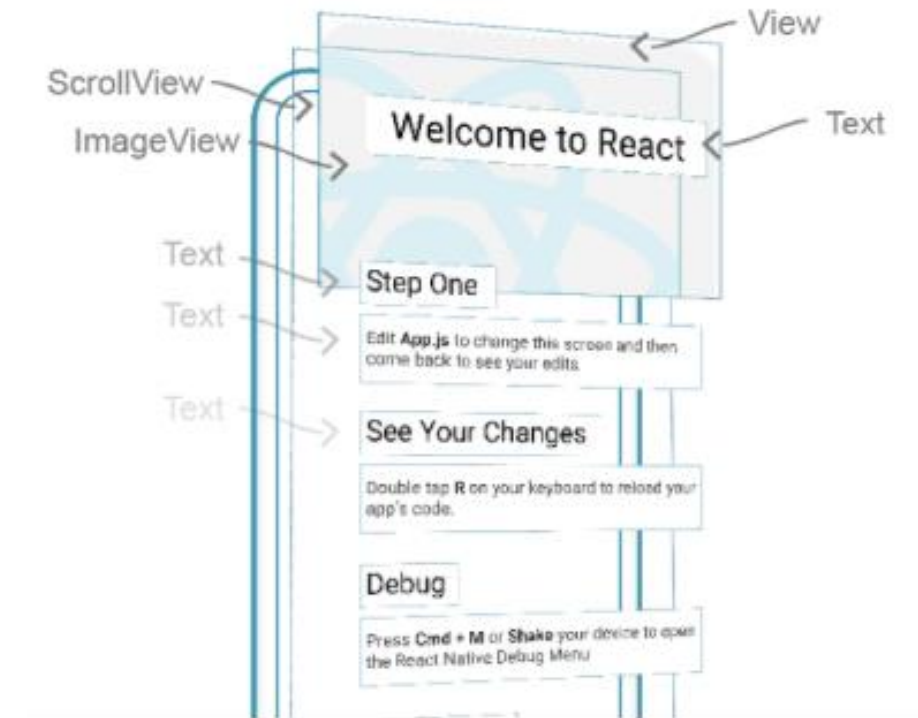 View
ScrollView
Text
ImageView
Welcome to React
Text
Step One
Text
Edit App.js to change this screen and then
come back to see your edits
Text
See Your Changes
Double tap R on your keyboard to reload your
app's code.
Debug
Press Cmd + M or Shake your device to open
the React Native Debug Menu